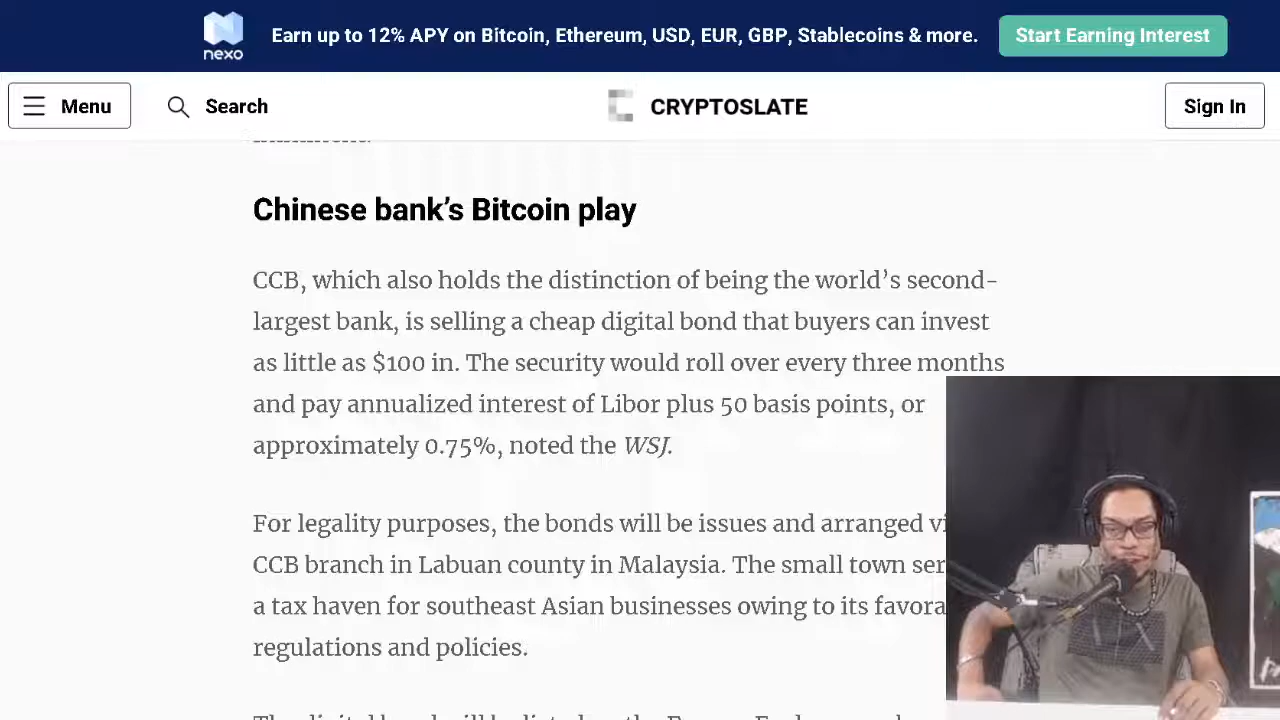 Earn up to 12% APY on Bitcoin, Ethereum, USD, EUR, GBP, Stablecoins & more.
Start Earning Interest
nexo
Menu
Search
CRYPTOSLATE
Sign In
Chinese bank’s Bitcoin play
CCB, which also holds the distinction of being the world’s second-
largest bank, is selling a cheap digital bond that buyers can invest
as little as $100 in. The security would roll over every three months
and pay annualized interest of Libor plus 50 basis points, or
approximately 0.75%, noted the WSJ.
For legality purposes, the bonds will be issues and arranged vi
CCB branch in Labuan county in Malaysia. The small town ser
a tax haven for southeast Asian businesses owing to its favora
regulations and policies.